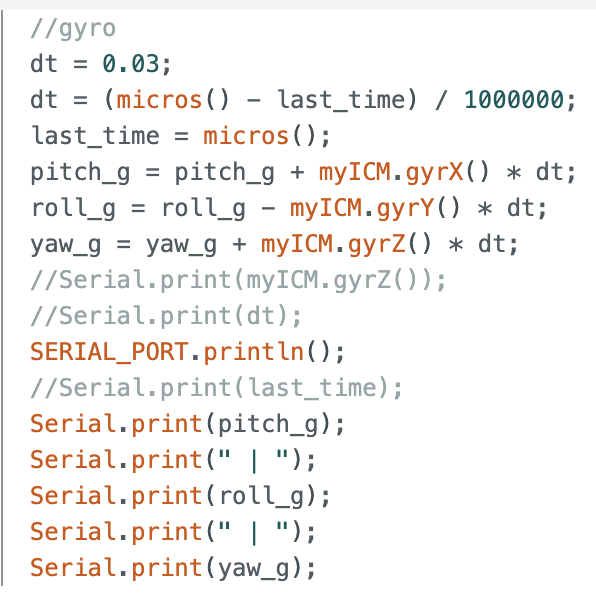 //gyro
dt = 0.03;
dt = (micros() - last_time) / 1000000;
last_time = micros();
pitch_g = pitch_g + myICM.gyrX() * dt;
roll_g = roll_g - myICM.gyrY() * dt;
yaw_g = yaw_g + myICM.gyrZ() * dt;
//Serial.print(myICM.gyrZ());
//Serial.print(dt);
SERIAL_PORT.println();
//Serial.print(last_time);
Serial.print(pitch_g);
Serial.print(" | ");
Serial.print(roll_g);
Serial.print(" | ");
Serial.print(yaw_g);